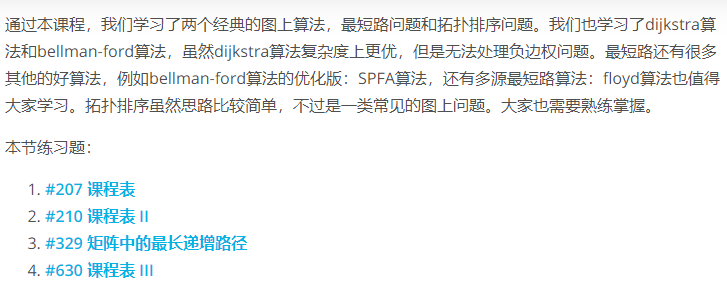 通过本课程，我们学习了两个经典的图上算法，最短路问题和拓扑排序问题。我们也学习了dijkstra算
法和bellman-ford算法，虽然dijkstra算法复杂度上更优，但是无法处理负边权问题。最短路还有很多
其他的好算法，例如bellman-ford算法的优化版：SPFA算法，还有多源最短路算法：floyd算法也值得
大家学习。拓扑排序虽然思路比较简单，不过是一类常见的图上问题。大家也需要熟练掌握。
本节练习题：
1. #207 课程表
2. #210 课程表 II
3. #329 矩阵中的最长递增路径
4. #630 课程表 III